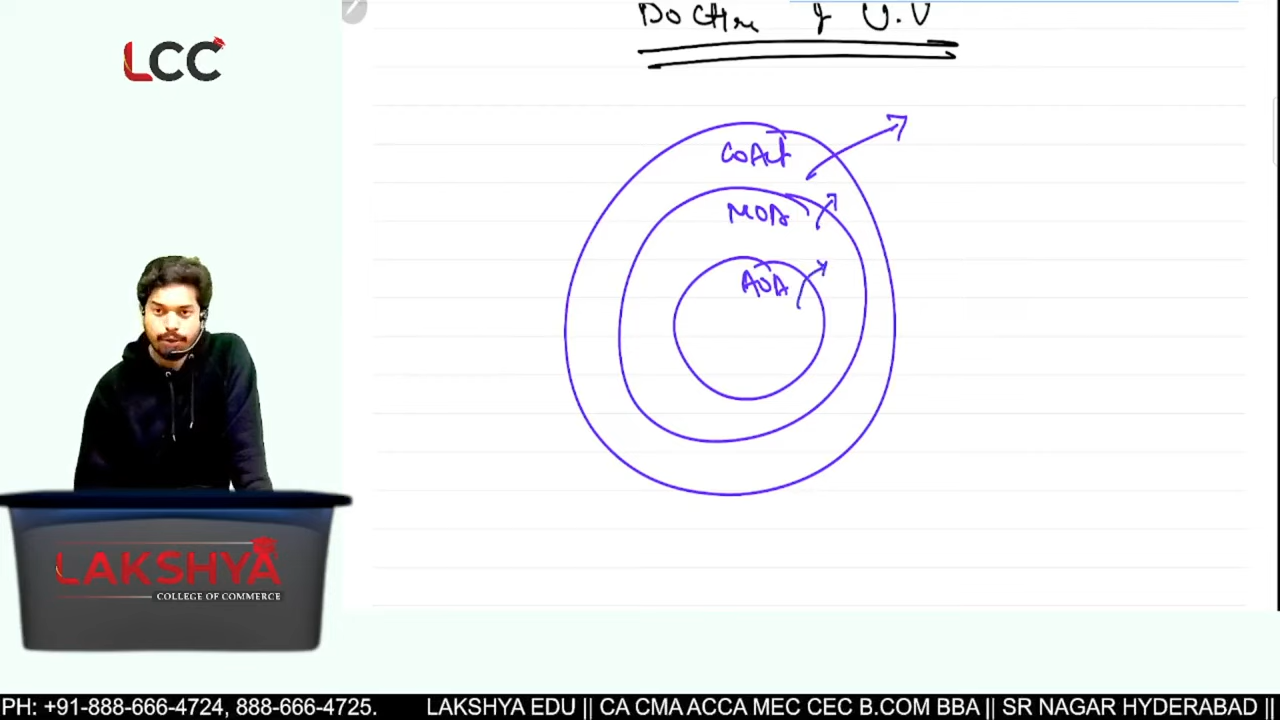 Doctrine of U.V
LCC
CoAct
MOA
AOA
LAKSHYA
COLLEGE OF COMMERCE
PH: +91-888-666-4724, 888-666-4725. LAKSHYA EDU || CA CMA ACCA MEC CEC B.COM BBA || SR NAGAR HYDERABAD ||